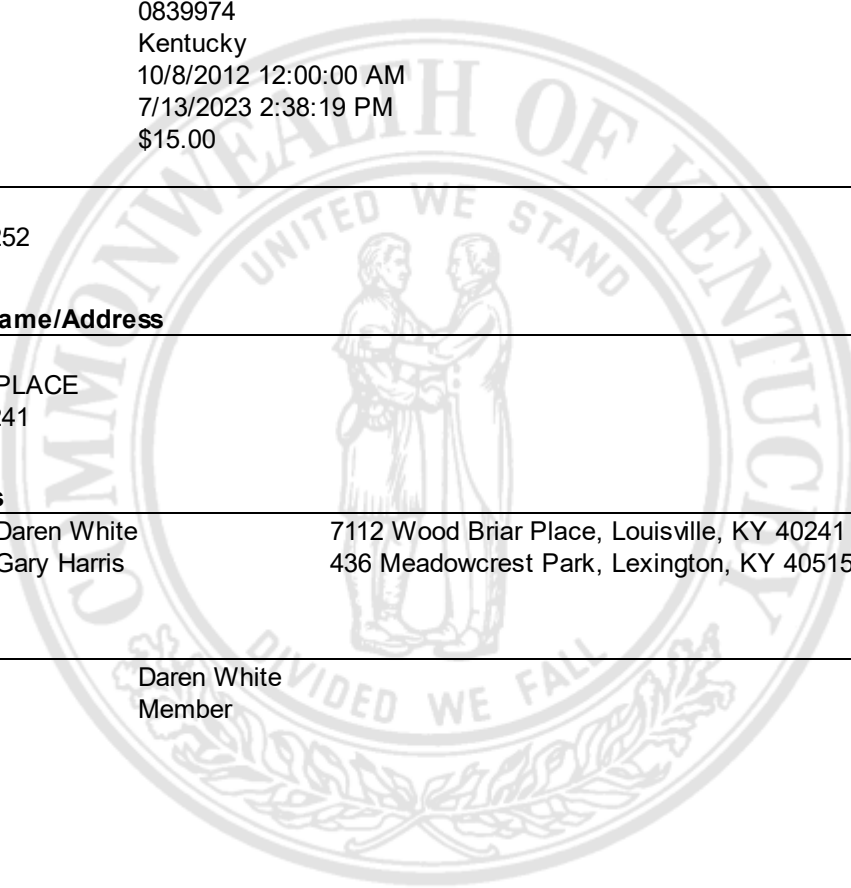 0839974
Kentucky
10/8/2012 12:00:00 AM
7/13/2023 2:38:19 PM
$15.00
252
ame/Address
PLACE
241
s
Daren White 7112 Wood Briar Place, Louisville, KY 40241
Gary Harris 436 Meadowcrest Park, Lexington, KY 40515
Daren White
Member
COMMONWEALTH OF KENTUCKY
UNITED WE STAND
DIVIDED WE FALL